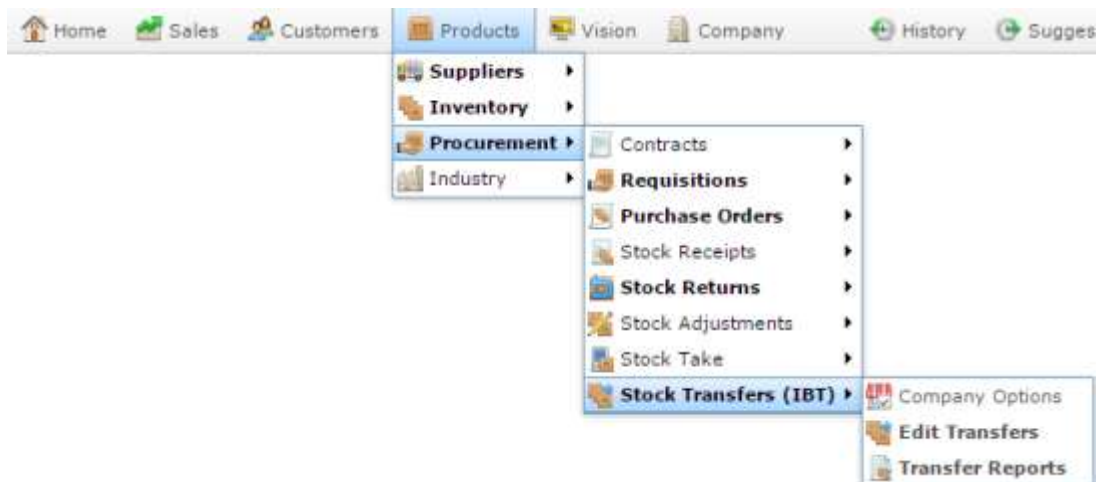 Home Sales Customers Products Vision Company History Sugges
Suppliers
Inventory
Procurement Contracts
Industry Requisitions
Purchase Orders
Stock Receipts
Stock Returns
Stock Adjustments
Stock Take
Stock Transfers (IBT) Company Options
Edit Transfers
Transfer Reports